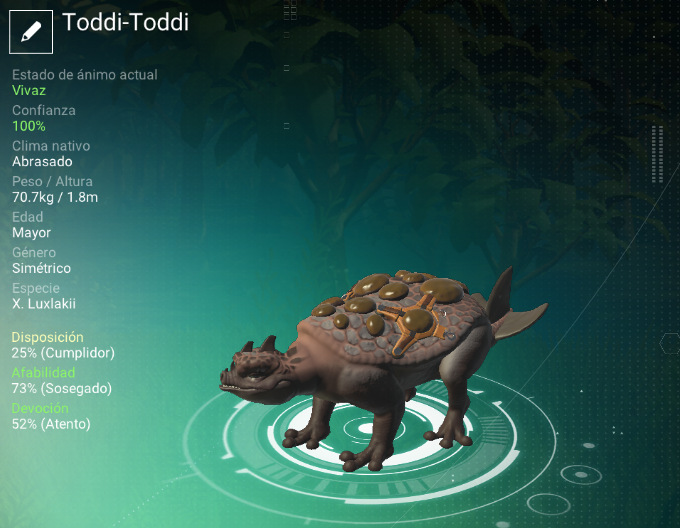 Toddi-Toddi
Estado de ánimo actual
Vivaz
Confianza
100%
Clima nativo
Abrasado
Peso / Altura
70.7kg / 1.8m
Edad
Mayor
Género
Simétrico
Especie
X. Luxlakii
Disposición
25% (Cumplidor)
Afabilidad
73% (Sosegado)
Devoción
52% (Atento)